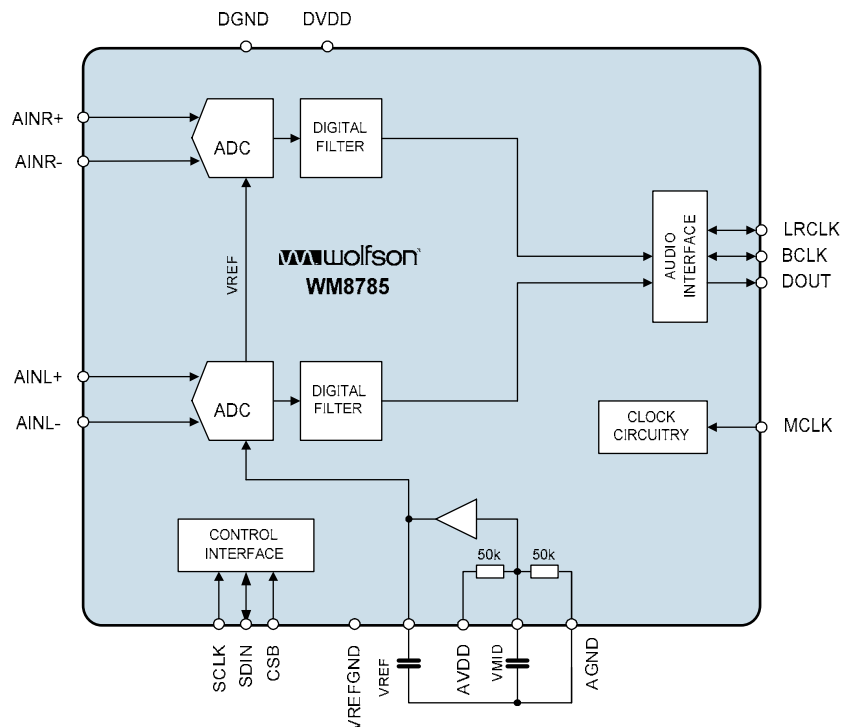 DGND DVDD
AINR+
AINR-
ADC
DIGITAL
FILTER
VREF
wolfson
WM8785
AUDIO
INTERFACE
LRCLK
BCLK
DOUT
AINL+
AINL-
ADC
DIGITAL
FILTER
CLOCK
CIRCUITRY
MCLK
CONTROL
INTERFACE
50k 50k
SCLK
SDIN
CSB
VREFGND
VREF
AVDD
VMID
AGND